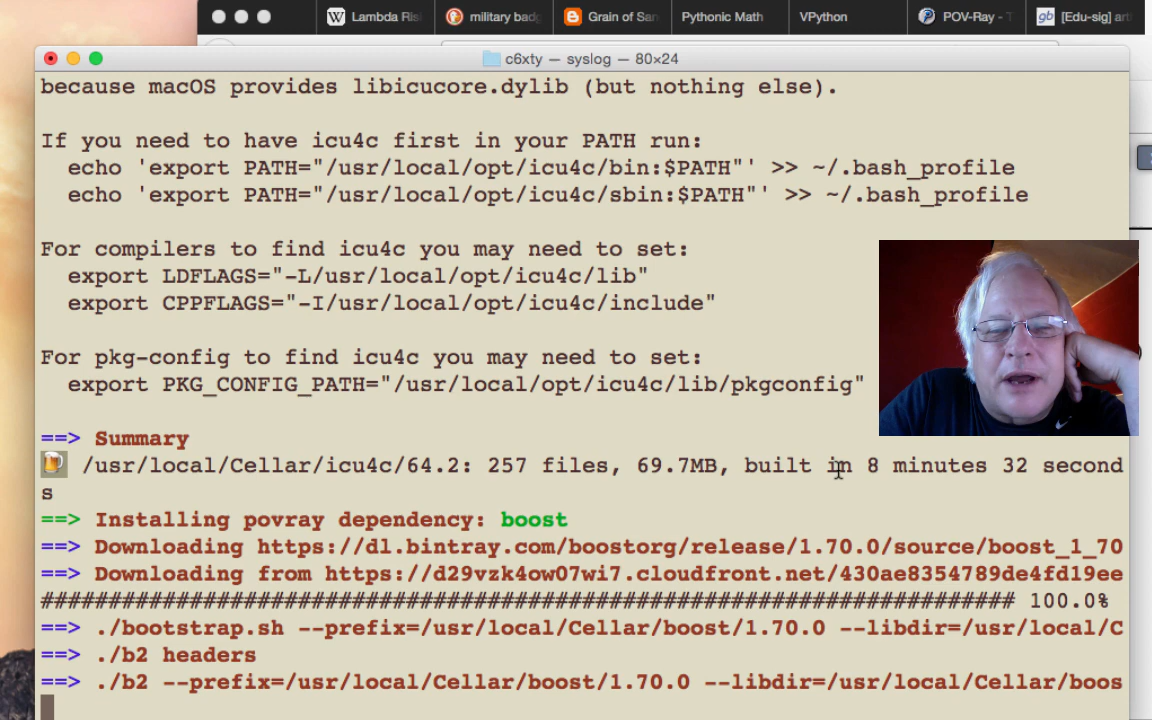 Lambda Ris
military badg
Grain of San
Pythonic Math
VPython
POV-Ray - T
[Edu-sig] art
c6xty — syslog — 80×24
because macOS provides libicucore.dylib (but nothing else).
If you need to have icu4c first in your PATH run:
echo 'export PATH="/usr/local/opt/icu4c/bin:$PATH"' >> ~/.bash_profile
echo 'export PATH="/usr/local/opt/icu4c/sbin:$PATH"' >> ~/.bash_profile
For compilers to find icu4c you may need to set:
export LDFLAGS="-L/usr/local/opt/icu4c/lib"
export CPPFLAGS="-I/usr/local/opt/icu4c/include"
For pkg-config to find icu4c you may need to set:
export PKG_CONFIG_PATH="/usr/local/opt/icu4c/lib/pkgconfig"
==> Summary
/usr/local/Cellar/icu4c/64.2: 257 files, 69.7MB, built in 8 minutes 32 second
s
==> Installing povray dependency: boost
==> Downloading https://dl.bintray.com/boostorg/release/1.70.0/source/boost_1_70
==> Downloading from https://d29vzk4ow07wi7.cloudfront.net/430ae8354789de4fd19ee
######################################################################## 100.0%
==> ./bootstrap.sh --prefix=/usr/local/Cellar/boost/1.70.0 --libdir=/usr/local/C
==> ./b2 headers
==> ./b2 --prefix=/usr/local/Cellar/boost/1.70.0 --libdir=/usr/local/Cellar/boos